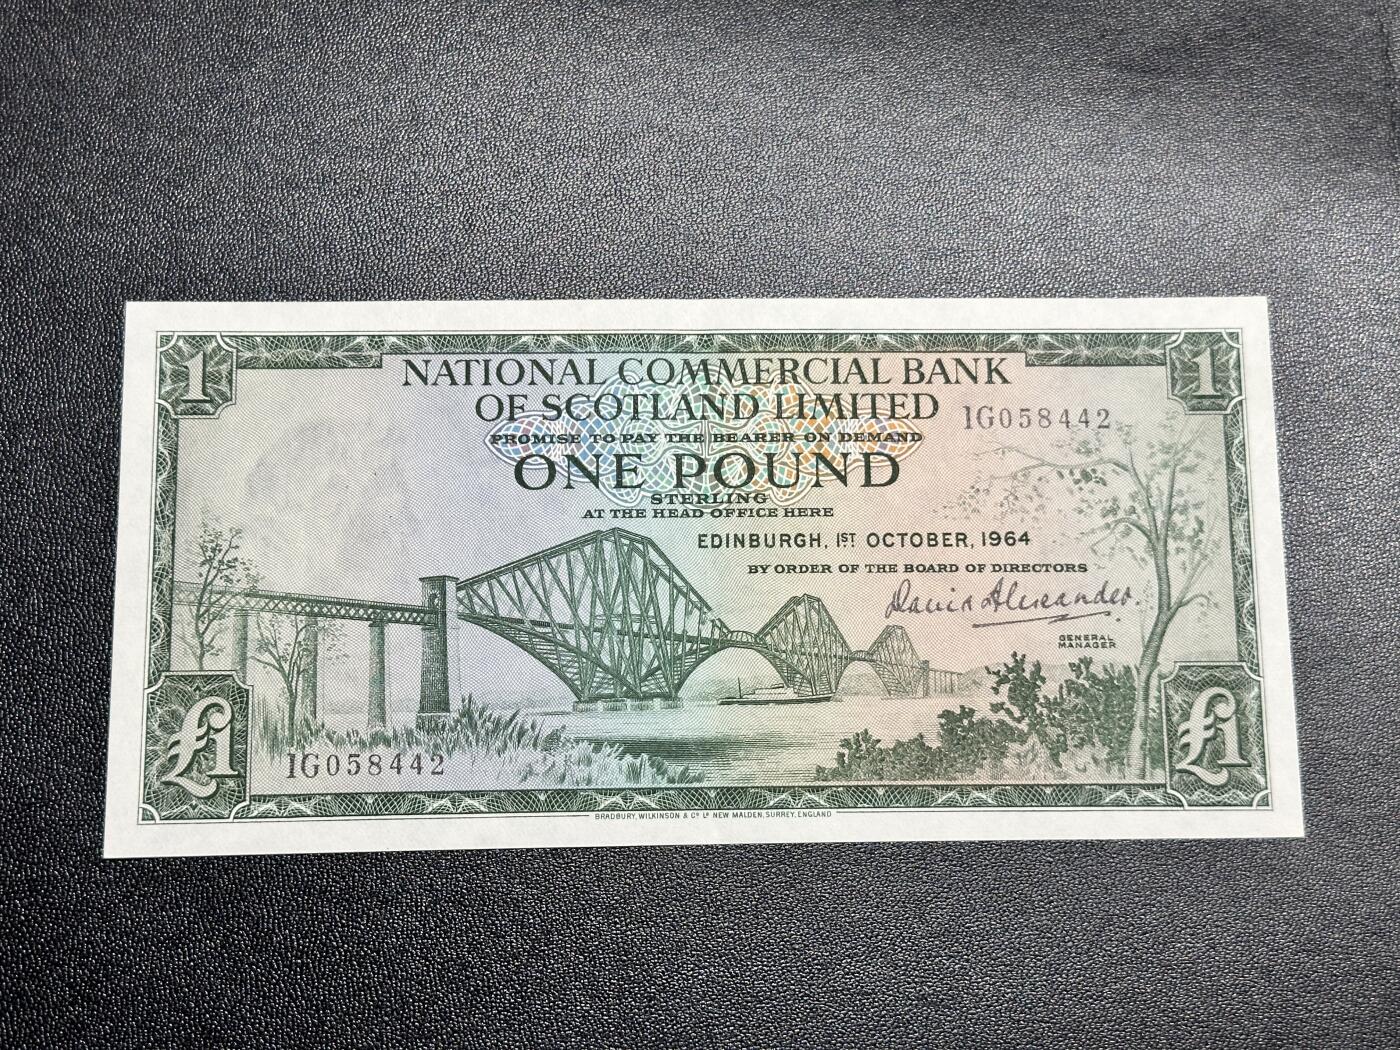 1
1
NATIONAL COMMERCIAL BANK
OF SCOTLAND LIMITED
1G058442
PROMISE TO PAY THE BEARER ON DEMAND
ONE POUND
STERLING
AT THE HEAD OFFICE HERE
EDINBURGH, 1ST OCTOBER, 1964
BY ORDER OF THE BOARD OF DIRECTORS
David Alexander.
GENERAL
MANAGER
£1
£1
1G058442
BRADBURY, WILKINSON & Co Ld NEW MALDEN, SURREY, ENGLAND